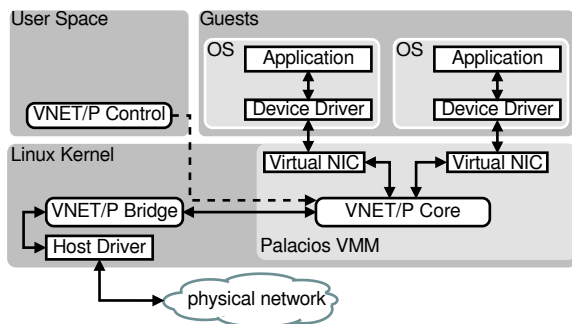 User Space
Guests
OS
Application
Device Driver
OS
Application
Device Driver
VNET/P Control
Linux Kernel
Virtual NIC
Virtual NIC
VNET/P Bridge
VNET/P Core
Host Driver
Palacios VMM
physical network